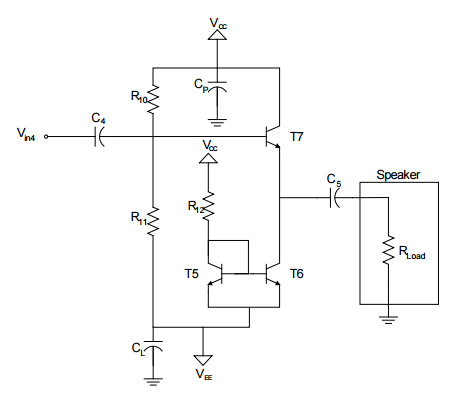 Vcc
CP
R10
C4
Vin4
T7
Vcc
C5
Speaker
R12
R11
RLoad
T5
T6
CL
VEE